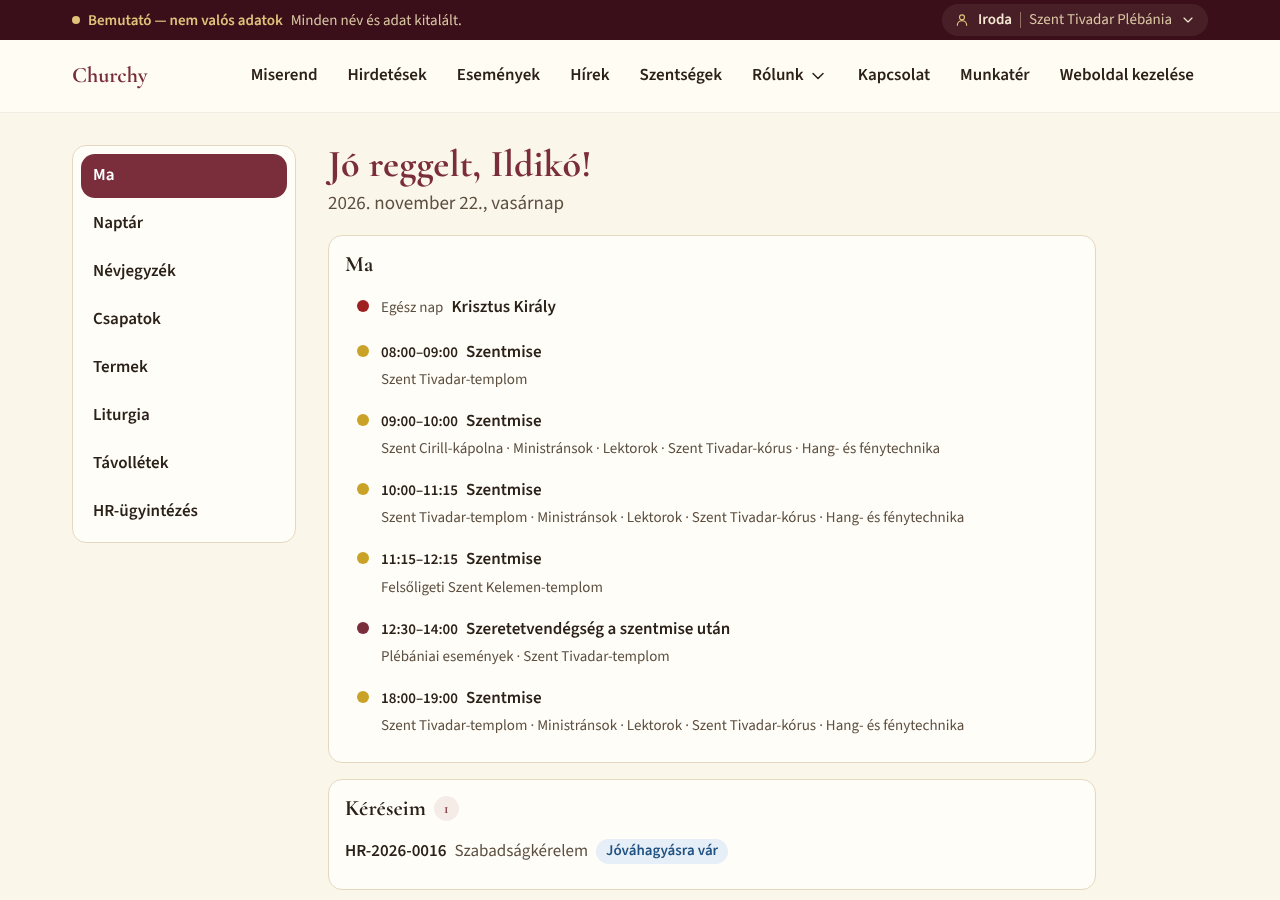 Bemutató — nem valós adatok Minden név és adat kitalált.
Iroda Szent Tivadar Plébánia
Churchy
Miserend Hirdetések Események Hírek Szentségek Rólunk Kapcsolat Munkatér Weboldal kezelése
Ma
Naptár
Névjegyzék
Csapatok
Termek
Liturgia
Távollétek
HR-ügyintézés
Jó reggelt, Ildikó!
2026. november 22., vasárnap
Ma
Egész nap Krisztus Király
08:00–09:00 Szentmise
Szent Tivadar-templom
09:00–10:00 Szentmise
Szent Cirill-kápolna · Ministránsok · Lektorok · Szent Tivadar-kórus · Hang- és fénytechnika
10:00–11:15 Szentmise
Szent Tivadar-templom · Ministránsok · Lektorok · Szent Tivadar-kórus · Hang- és fénytechnika
11:15–12:15 Szentmise
Felsőligeti Szent Kelemen-templom
12:30–14:00 Szeretetvendégség a szentmise után
Plébániai események · Szent Tivadar-templom
18:00–19:00 Szentmise
Szent Tivadar-templom · Ministránsok · Lektorok · Szent Tivadar-kórus · Hang- és fénytechnika
Kéréseim 1
HR-2026-0016 Szabadságkérelem Jóváhagyásra vár